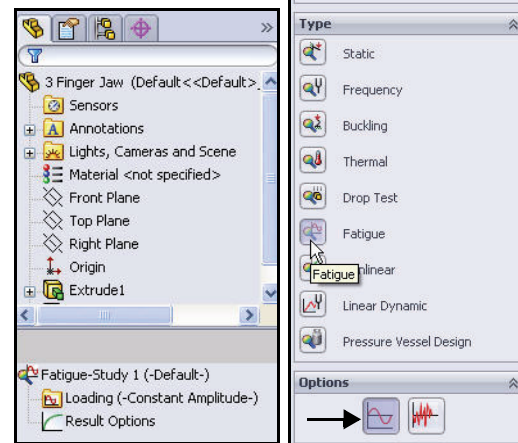 3 Finger Jaw (Default<<Default>_
Sensors
Annotations
Lights, Cameras and Scene
Material <not specified>
Front Plane
Top Plane
Right Plane
Origin
Extrude1
Fatigue-Study 1 (-Default-)
Loading (-Constant Amplitude-)
Result Options
Type
Static
Frequency
Buckling
Thermal
Drop Test
Fatigue
Fatigue
nlinear
Linear Dynamic
Pressure Vessel Design
Options